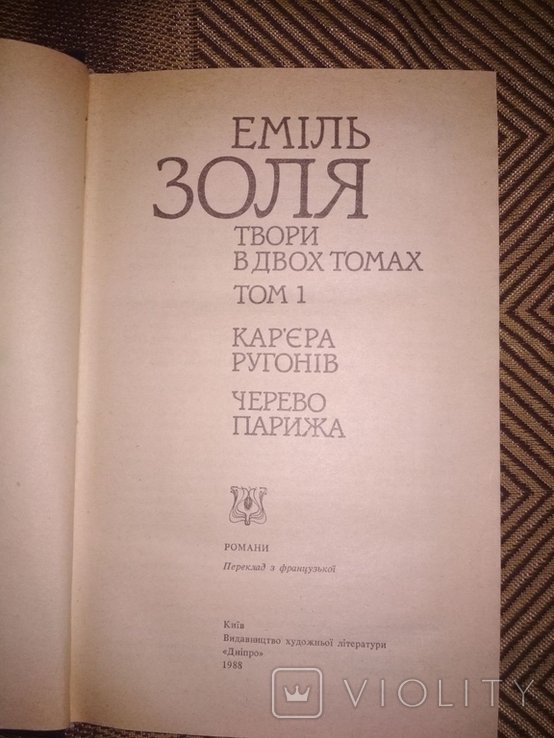 ЕМІЛЬ
ЗОЛЯ
ТВОРИ
В ДВОХ ТОМАХ
ТОМ 1
КАР'ЄРА
РУГОНІВ
ЧЕРЕВО
ПАРИЖА
РОМАНИ
Переклад з французької
Київ
Видавництво художньої літератури
«Дніпро»
1988
VIOLITY